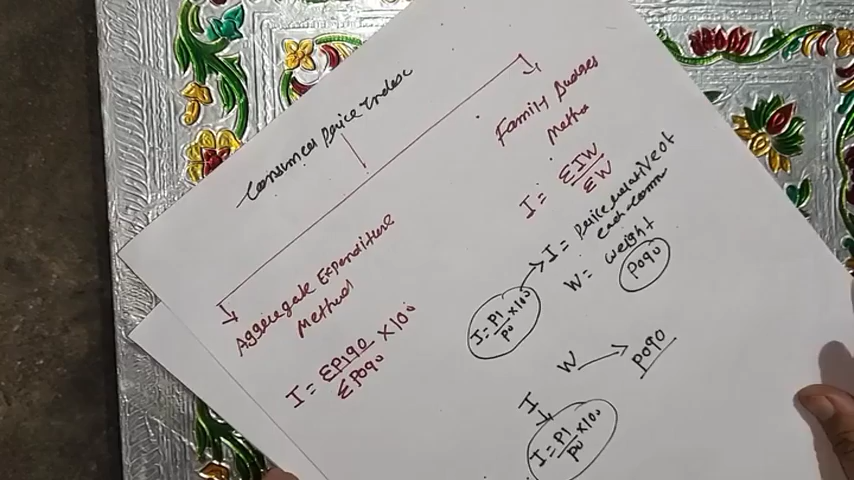 Consumer Price Index
Aggregate Expenditure
Method
I = ΣP1q0/ΣP0q0 × 100
Family Budget
Metho
I = ΣIW/ΣW
I = Price relative of
each comm
W = weight
P0q0
I = P1/P0 × 100
W → P0q0
I
I = P1/P0 × 100